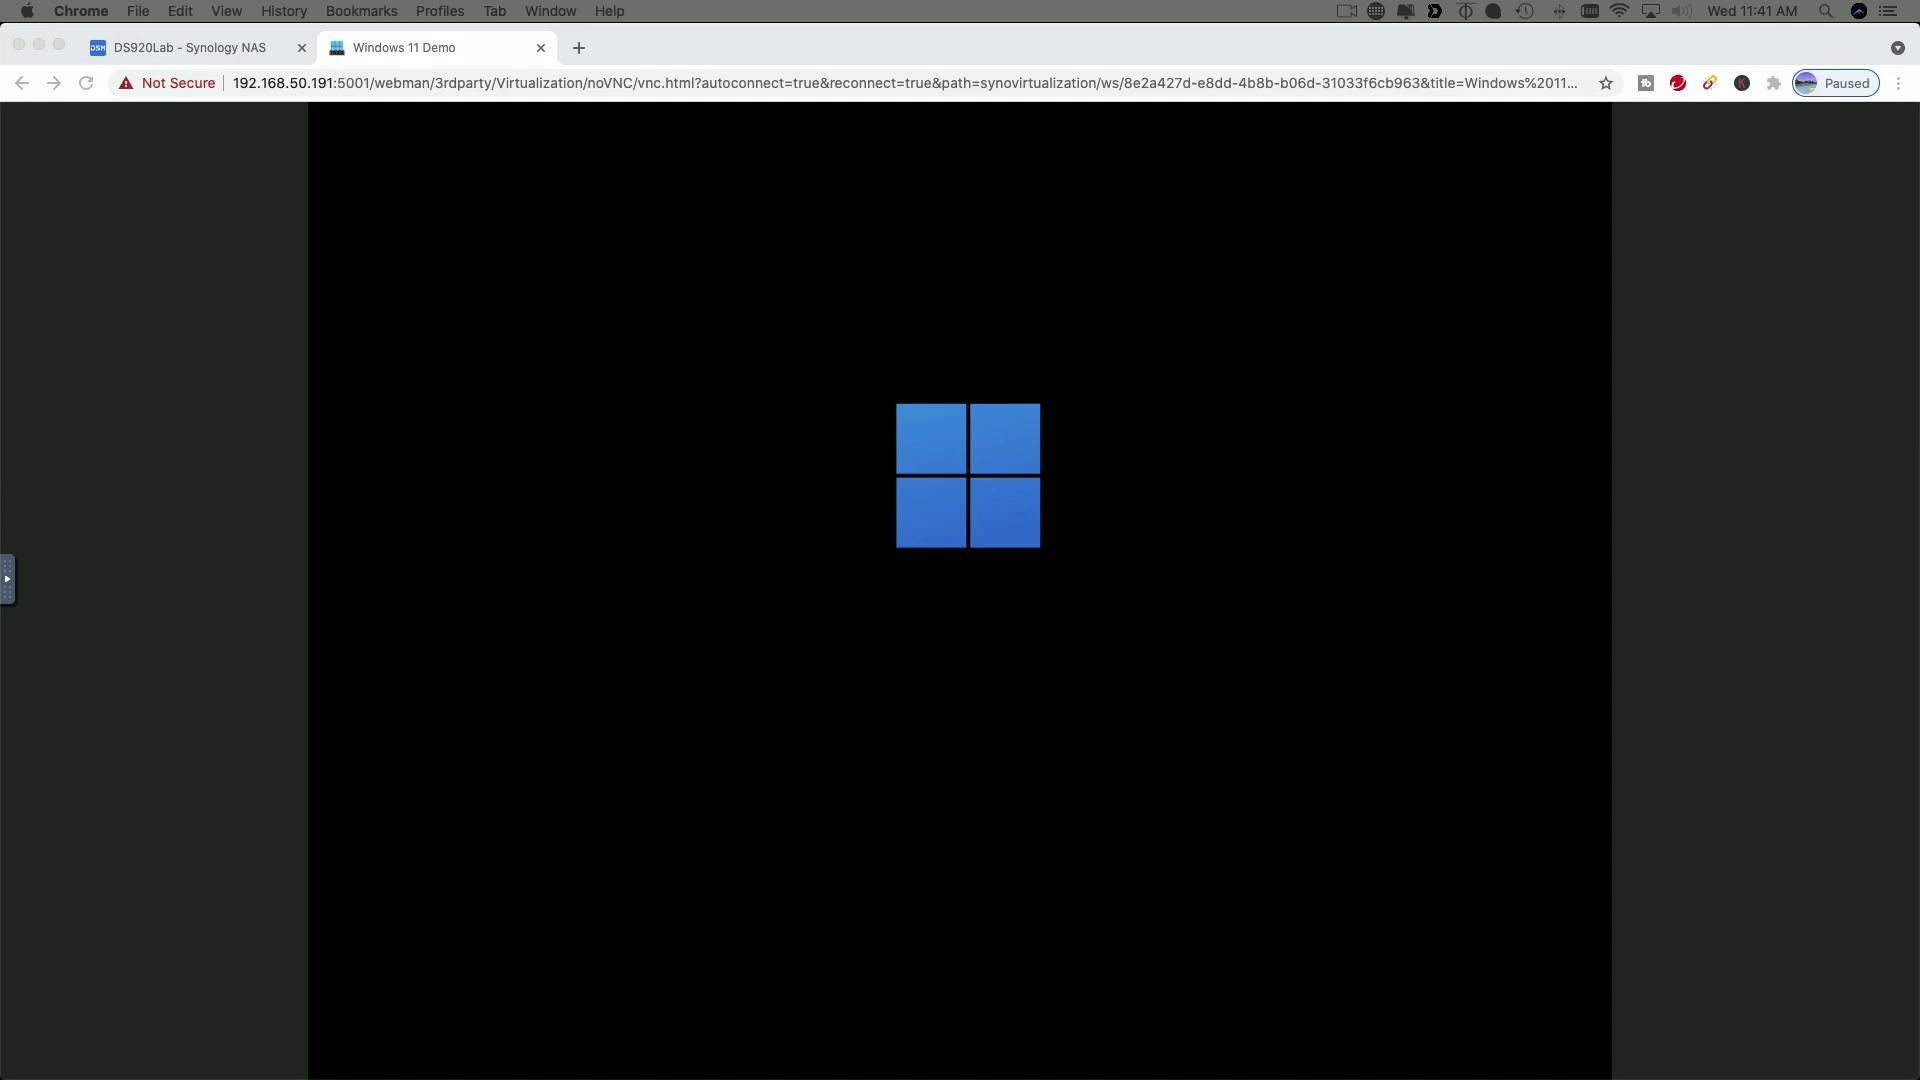 Chrome File Edit View History Bookmarks Profiles Tab Window Help Wed 11:41 AM
DSM DS920Lab - Synology NAS Windows 11 Demo
Not Secure 192.168.50.191:5001/webman/3rdparty/Virtualization/noVNC/vnc.html?autoconnect=true&reconnect=true&path=synovirtualization/ws/8e2a427d-e8dd-4b8b-b06d-31033f6cb963&title=Windows%2011... Paused